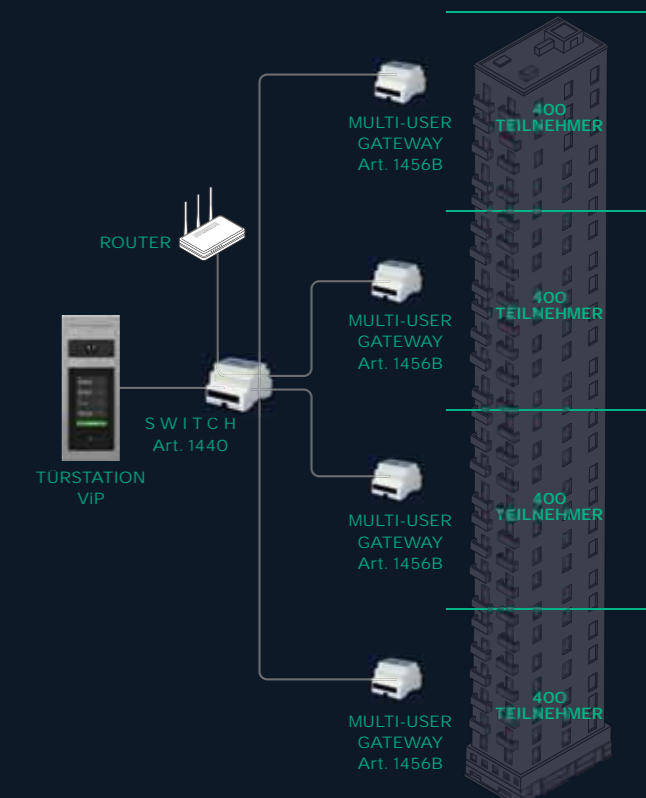 MULTI-USER
GATEWAY
Art. 1456B
400
TEILNEHMER
ROUTER
MULTI-USER
GATEWAY
Art. 1456B
400
TEILNEHMER
SWITCH
Art. 1440
TÜRSTATION
ViP
MULTI-USER
GATEWAY
Art. 1456B
400
TEILNEHMER
MULTI-USER
GATEWAY
Art. 1456B
400
TEILNEHMER